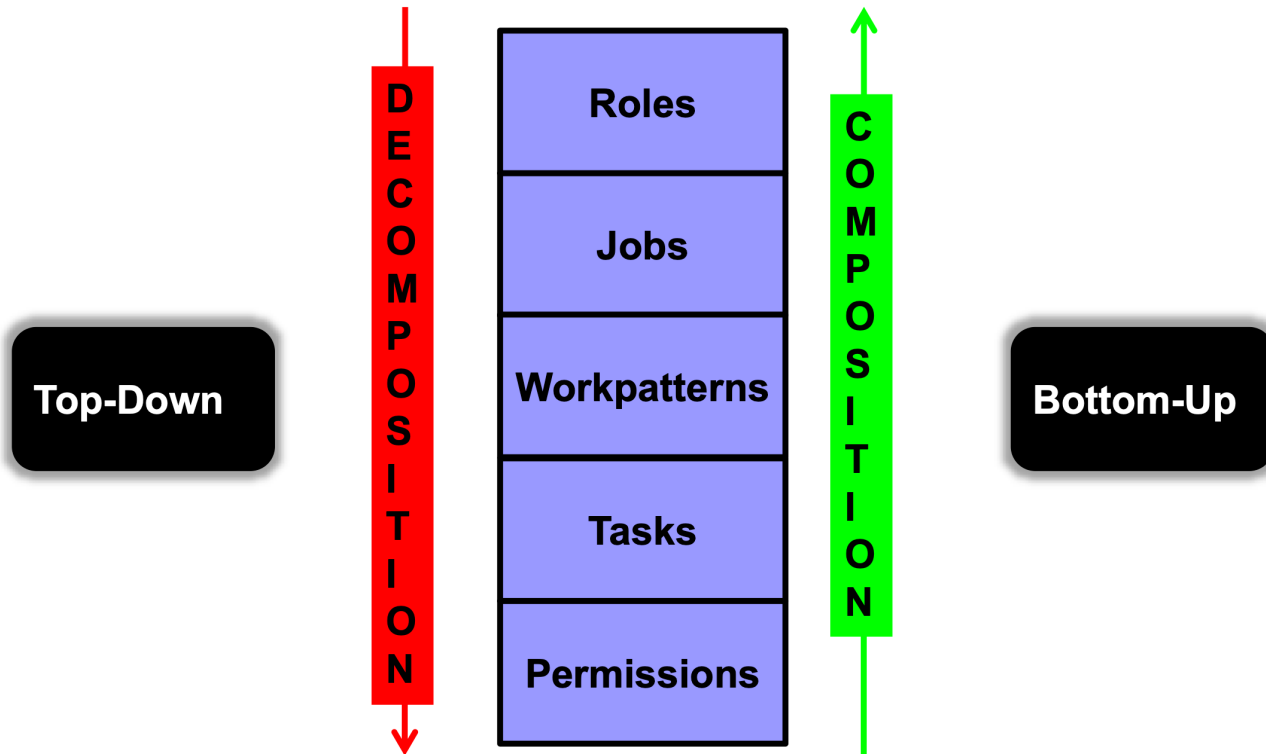 Top-Down
DECOMPOSITION
Roles
Jobs
Workpatterns
Tasks
Permissions
COMPOSITION
Bottom-Up